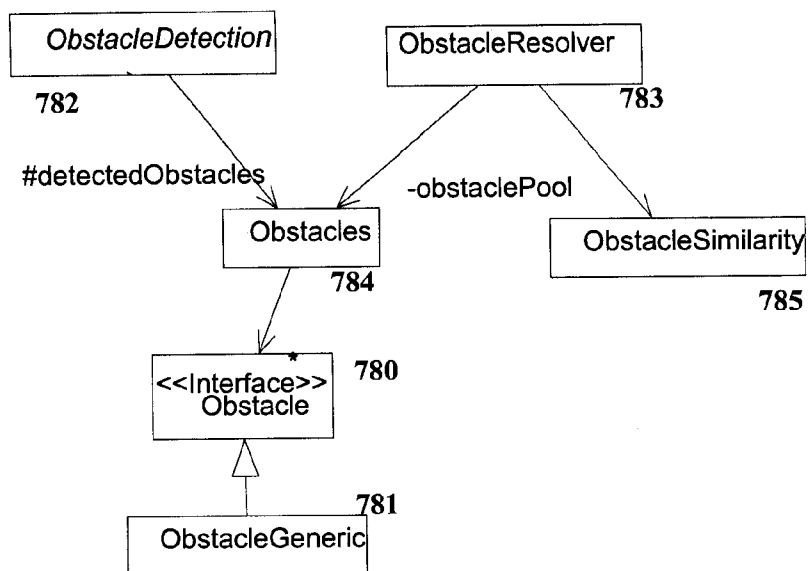 ObstacleDetection
ObstacleResolver
782
783
#detectedObstacles
-obstaclePool
Obstacles
ObstacleSimilarity
784
785
*
780
<<Interface>>
Obstacle
781
ObstacleGeneric